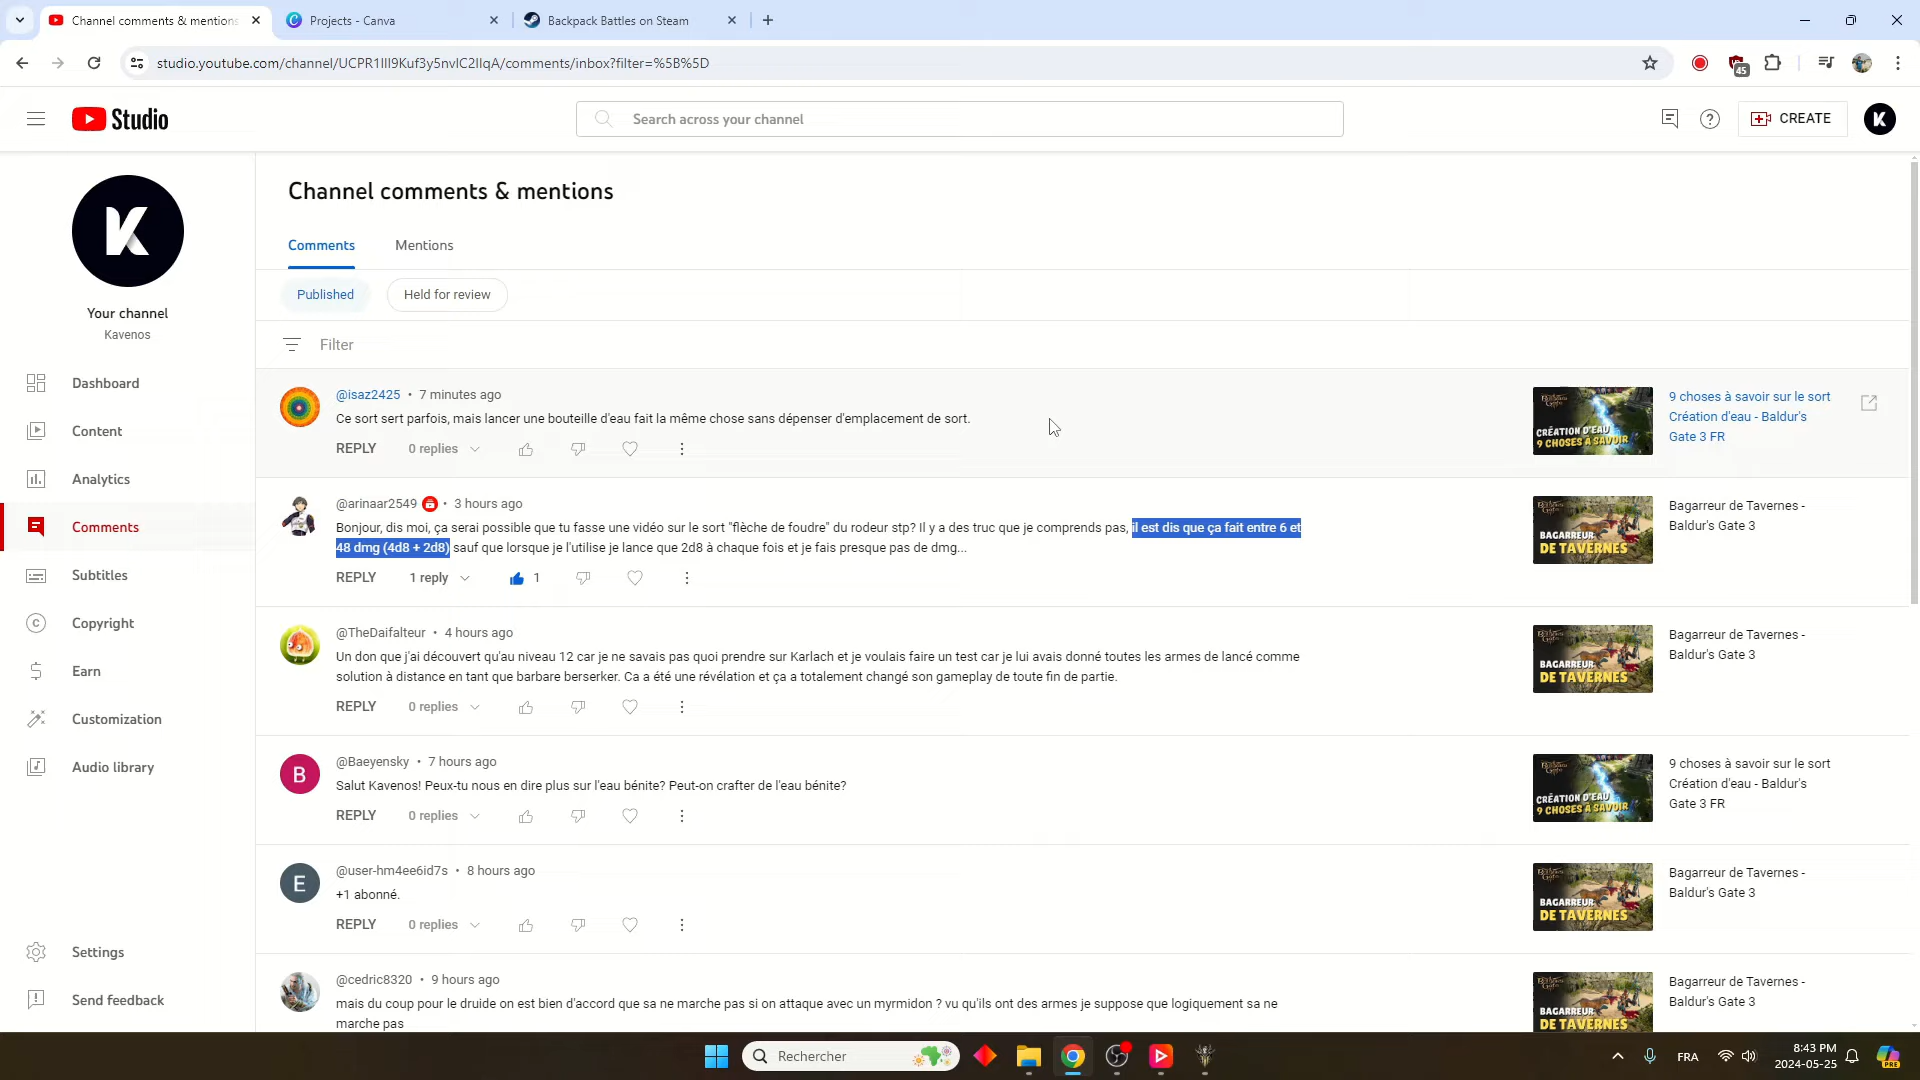 Channel comments & mentions
Projects - Canva
Backpack Battles on Steam
studio.youtube.com/channel/UCPR1III9Kuf3y5nvIC2IIqA/comments/inbox?filter=%5B%5D
45
Studio
Search across your channel
CREATE
K
Your channel
Kavenos
Dashboard
Content
Analytics
Comments
Subtitles
Copyright
Earn
Customization
Audio library
Settings
Send feedback
Channel comments & mentions
Comments
Mentions
Published
Held for review
Filter
@isaz2425 • 7 minutes ago
Ce sort sert parfois, mais lancer une bouteille d'eau fait la même chose sans dépenser d'emplacement de sort.
REPLY 0 replies
CRÉATION D'EAU
9 CHOSES À SAVOIR
9 choses à savoir sur le sort
Création d'eau - Baldur's
Gate 3 FR
@arinaar2549 • 3 hours ago
Bonjour, dis moi, ça serai possible que tu fasse une vidéo sur le sort "flèche de foudre" du rodeur stp? Il y a des truc que je comprends pas, il est dis que ça fait entre 6 et
48 dmg (4d8 + 2d8) sauf que lorsque je l'utilise je lance que 2d8 à chaque fois et je fais presque pas de dmg...
REPLY 1 reply 1
BAGARREUR
DE TAVERNES
Bagarreur de Tavernes -
Baldur's Gate 3
@TheDaifalteur • 4 hours ago
Un don que j'ai découvert qu'au niveau 12 car je ne savais pas quoi prendre sur Karlach et je voulais faire un test car je lui avais donné toutes les armes de lancé comme
solution à distance en tant que barbare berserker. Ca a été une révélation et ça a totalement changé son gameplay de toute fin de partie.
REPLY 0 replies
BAGARREUR
DE TAVERNES
Bagarreur de Tavernes -
Baldur's Gate 3
B
@Baeyensky • 7 hours ago
Salut Kavenos! Peux-tu nous en dire plus sur l'eau bénite? Peut-on crafter de l'eau bénite?
REPLY 0 replies
CRÉATION D'EAU
9 CHOSES À SAVOIR
9 choses à savoir sur le sort
Création d'eau - Baldur's
Gate 3 FR
E
@user-hm4ee6id7s • 8 hours ago
+1 abonné.
REPLY 0 replies
BAGARREUR
DE TAVERNES
Bagarreur de Tavernes -
Baldur's Gate 3
@cedric8320 • 9 hours ago
mais du coup pour le druide on est bien d'accord que sa ne marche pas si on attaque avec un myrmidon ? vu qu'ils ont des armes je suppose que logiquement sa ne
marche pas
BAGARREUR
DE TAVERNES
Bagarreur de Tavernes -
Baldur's Gate 3
Rechercher
FRA
8:43 PM
2024-05-25
PRE